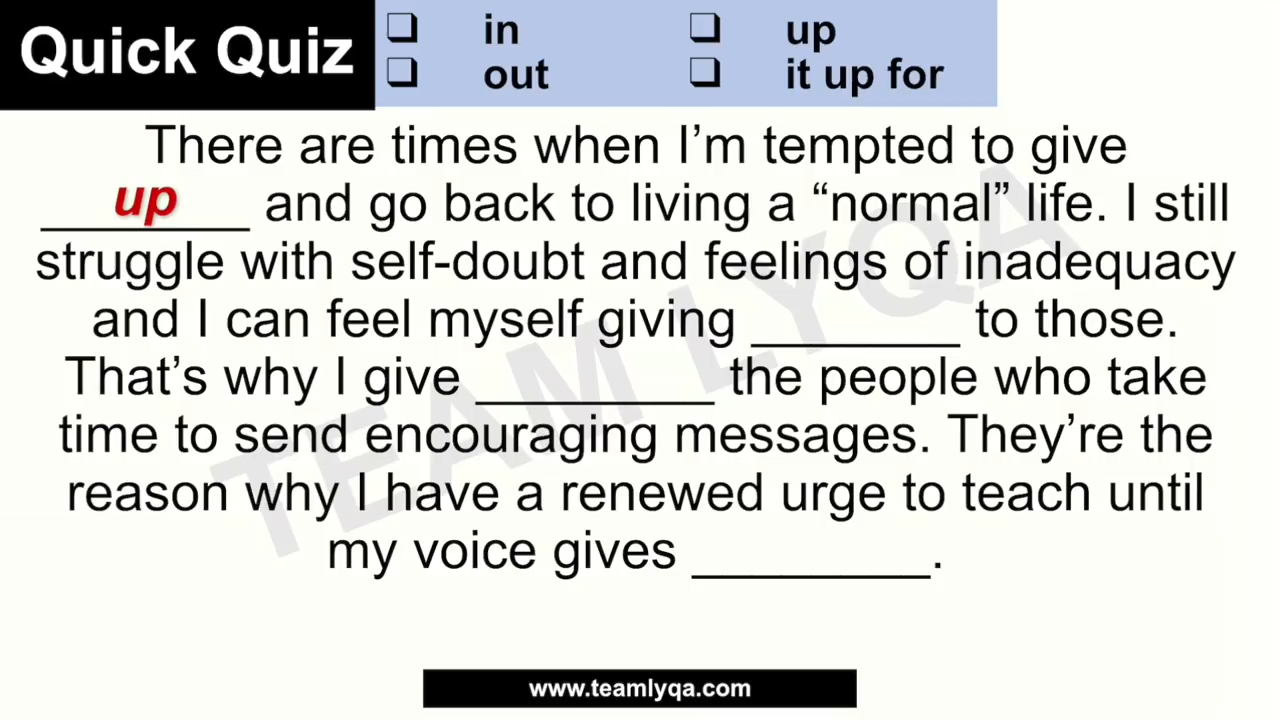 Quick Quiz
❑ in ❑ up
❑ out ❑ it up for
There are times when I’m tempted to give
___up___ and go back to living a “normal” life. I still
struggle with self-doubt and feelings of inadequacy
and I can feel myself giving ________ to those.
That’s why I give _________ the people who take
time to send encouraging messages. They’re the
reason why I have a renewed urge to teach until
my voice gives _________.
TEAM LYQA
www.teamlyqa.com